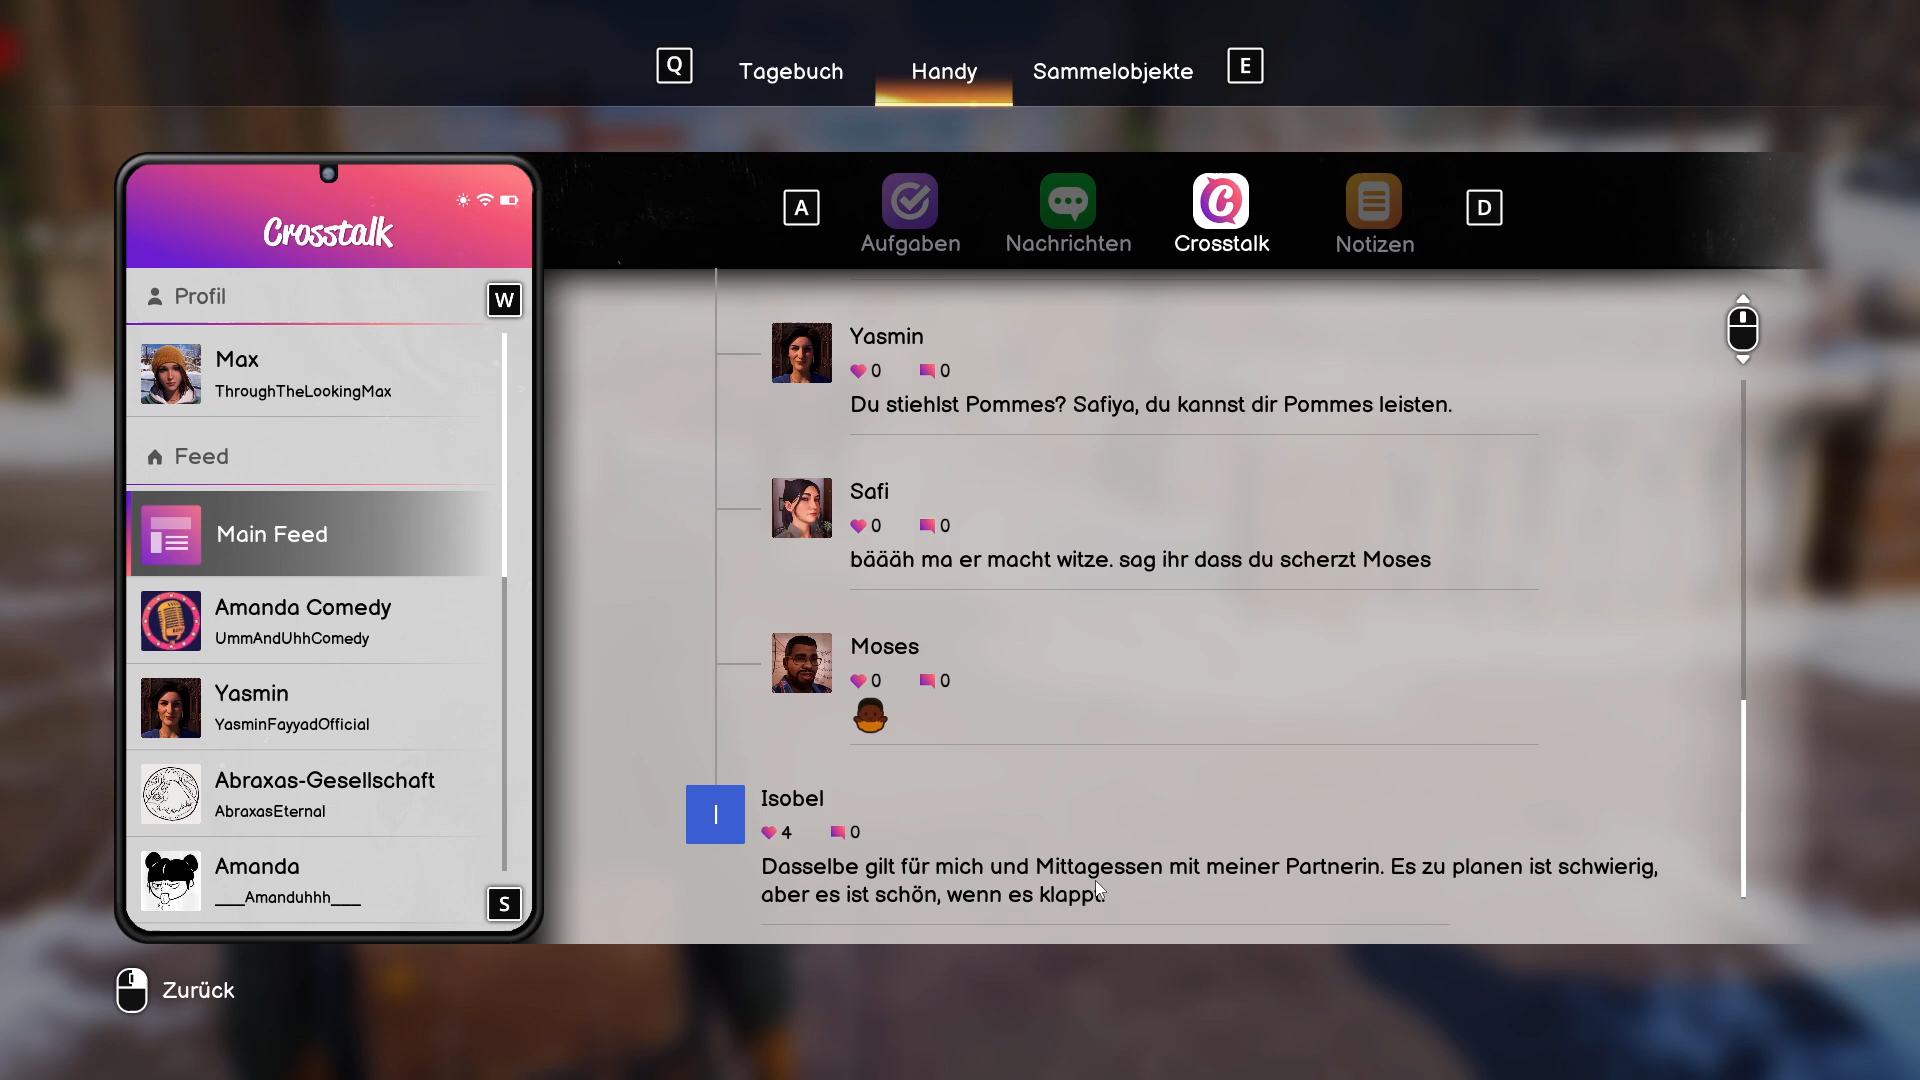 Q
Tagebuch
Handy
Sammelobjekte
E
Crosstalk
A
Aufgaben
Nachrichten
Crosstalk
Notizen
D
Profil
W
Max
ThroughTheLookingMax
Feed
Main Feed
Amanda Comedy
UmmAndUhhComedy
Yasmin
YasminFayyadOfficial
Abraxas-Gesellschaft
AbraxasEternal
Amanda
___Amanduhhh___
S
Yasmin
0 0
Du stiehlst Pommes? Safiya, du kannst dir Pommes leisten.
Safi
0 0
bäääh ma er macht witze. sag ihr dass du scherzt Moses
Moses
0 0
I
Isobel
4 0
Dasselbe gilt für mich und Mittagessen mit meiner Partnerin. Es zu planen ist schwierig,
aber es ist schön, wenn es klappt.
Zurück